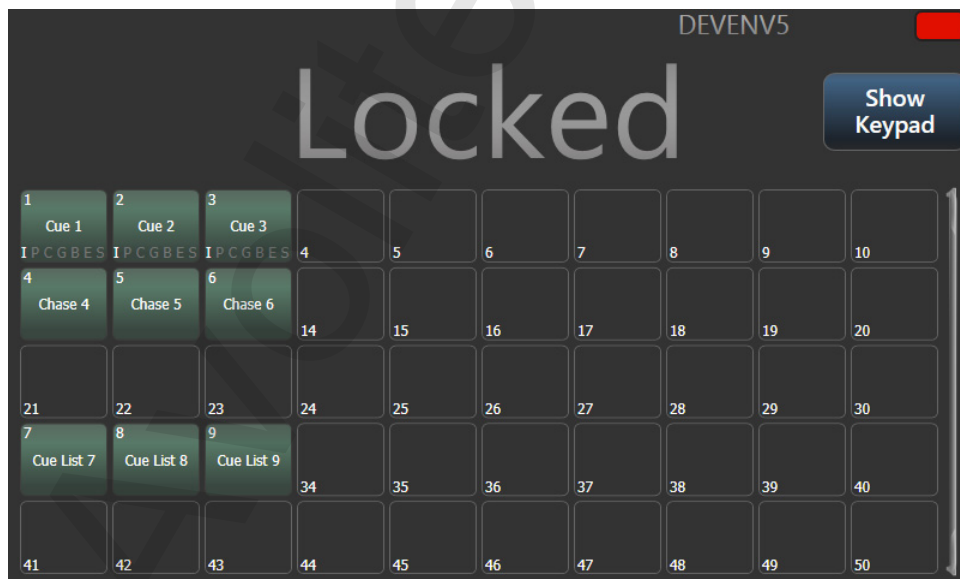 DEVENV5
Locked
Show
Keypad
1 2 3
Cue 1 Cue 2 Cue 3
I P C G B E S I P C G B E S I P C G B E S 4 5 6 7 8 9 10
4 5 6
Chase 4 Chase 5 Chase 6
14 15 16 17 18 19 20
21 22 23 24 25 26 27 28 29 30
7 8 9
Cue List 7 Cue List 8 Cue List 9
34 35 36 37 38 39 40
41 42 43 44 45 46 47 48 49 50
Avolite